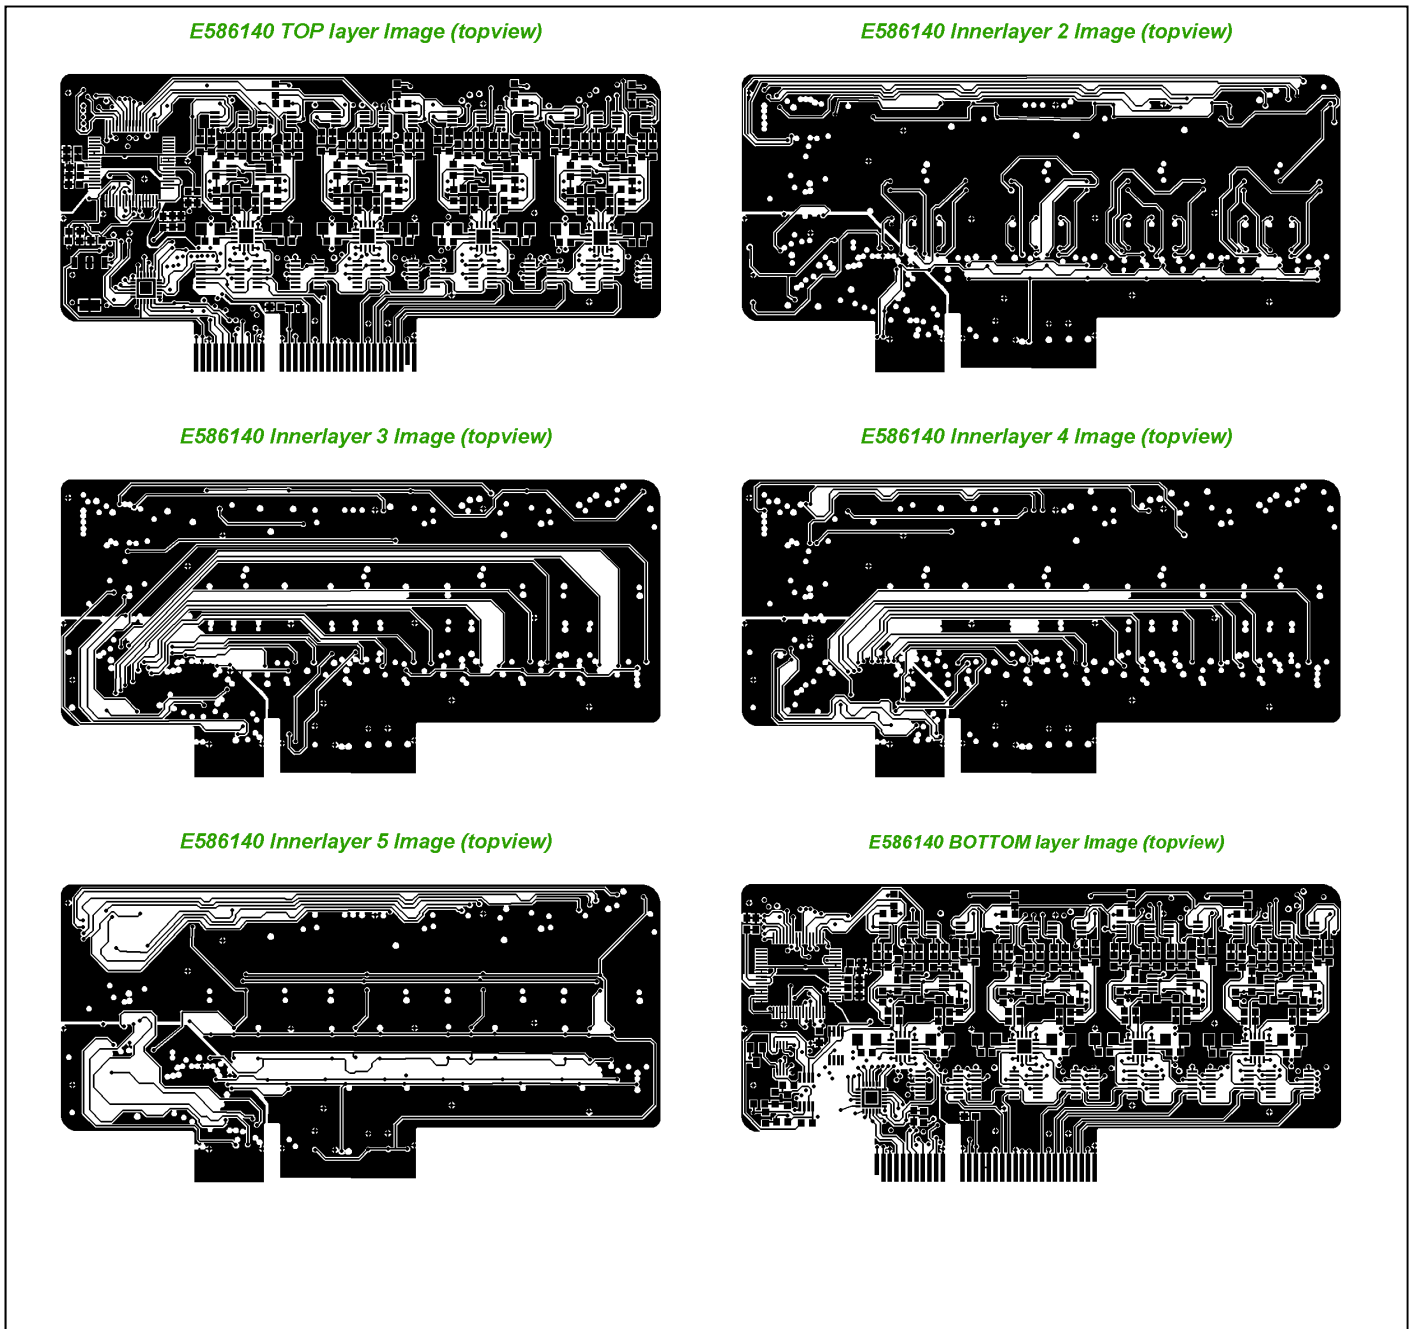 E586140 TOP layer Image (topview)
E586140 Innerlayer 2 Image (topview)
E586140 Innerlayer 3 Image (topview)
E586140 Innerlayer 4 Image (topview)
E586140 Innerlayer 5 Image (topview)
E586140 BOTTOM layer Image (topview)